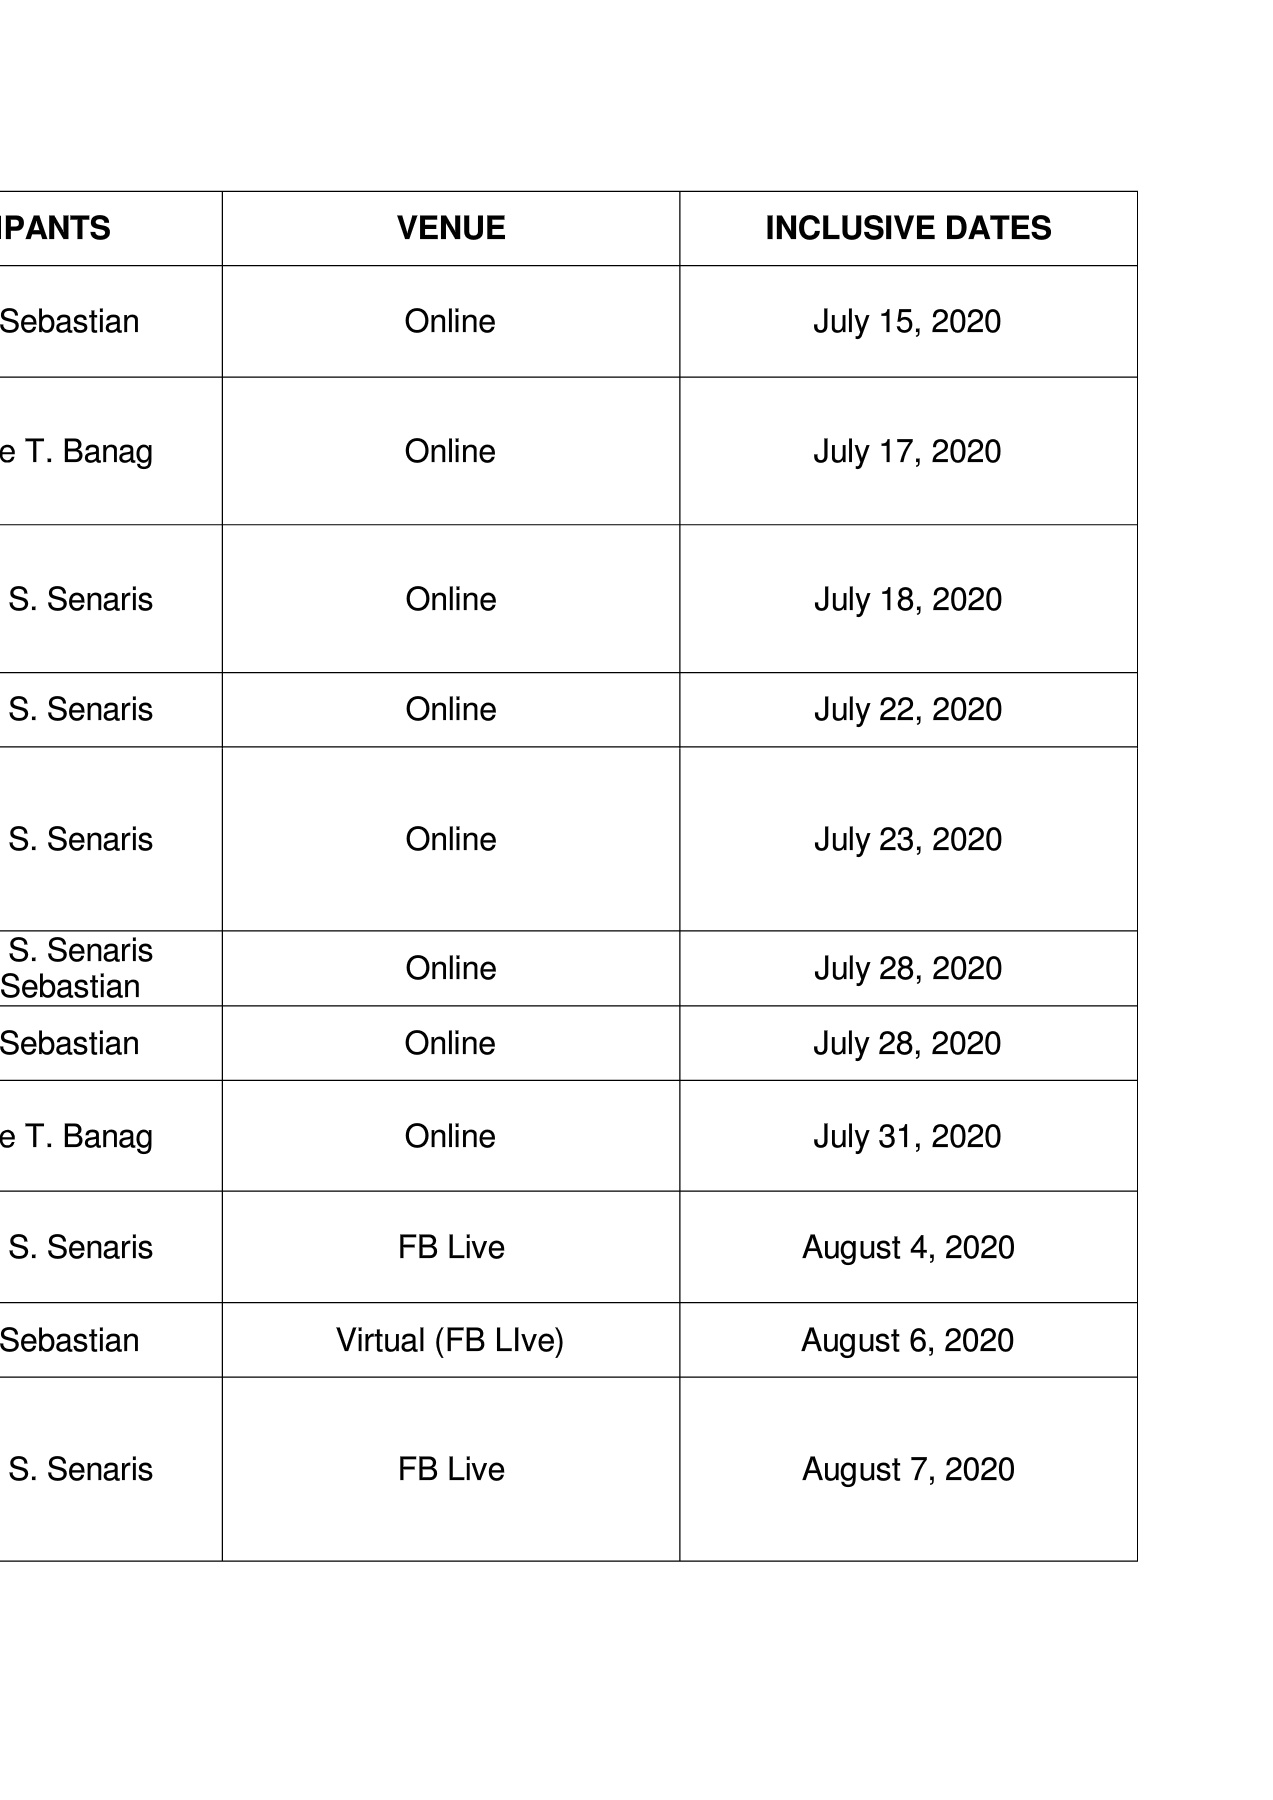 IPANTS VENUE INCLUSIVE DATES
Sebastian Online July 15, 2020
e T. Banag Online July 17, 2020
S. Senaris Online July 18, 2020
S. Senaris Online July 22, 2020
S. Senaris Online July 23, 2020
S. Senaris
Sebastian
Online July 28, 2020
Sebastian Online July 28, 2020
e T. Banag Online July 31, 2020
S. Senaris FB Live August 4, 2020
Sebastian Virtual (FB LIve) August 6, 2020
S. Senaris FB Live August 7, 2020